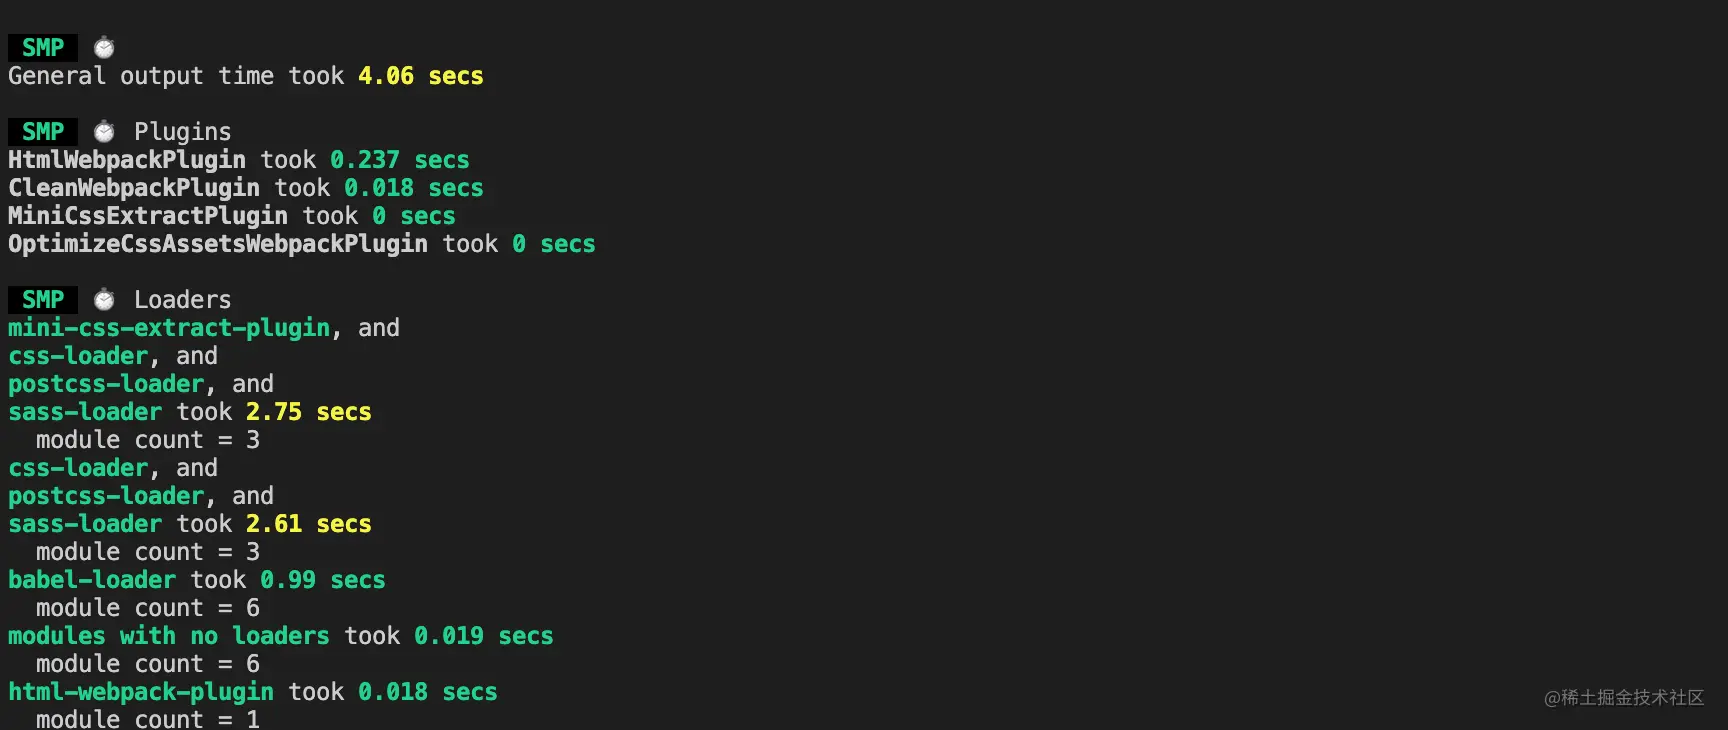 SMP ⏱
General output time took 4.06 secs
SMP ⏱ Plugins
HtmlWebpackPlugin took 0.237 secs
CleanWebpackPlugin took 0.018 secs
MiniCssExtractPlugin took 0 secs
OptimizeCssAssetsWebpackPlugin took 0 secs
SMP ⏱ Loaders
mini-css-extract-plugin, and
css-loader, and
postcss-loader, and
sass-loader took 2.75 secs
  module count = 3
css-loader, and
postcss-loader, and
sass-loader took 2.61 secs
  module count = 3
babel-loader took 0.99 secs
  module count = 6
modules with no loaders took 0.019 secs
  module count = 6
html-webpack-plugin took 0.018 secs
  module count = 1
@稀土掘金技术社区